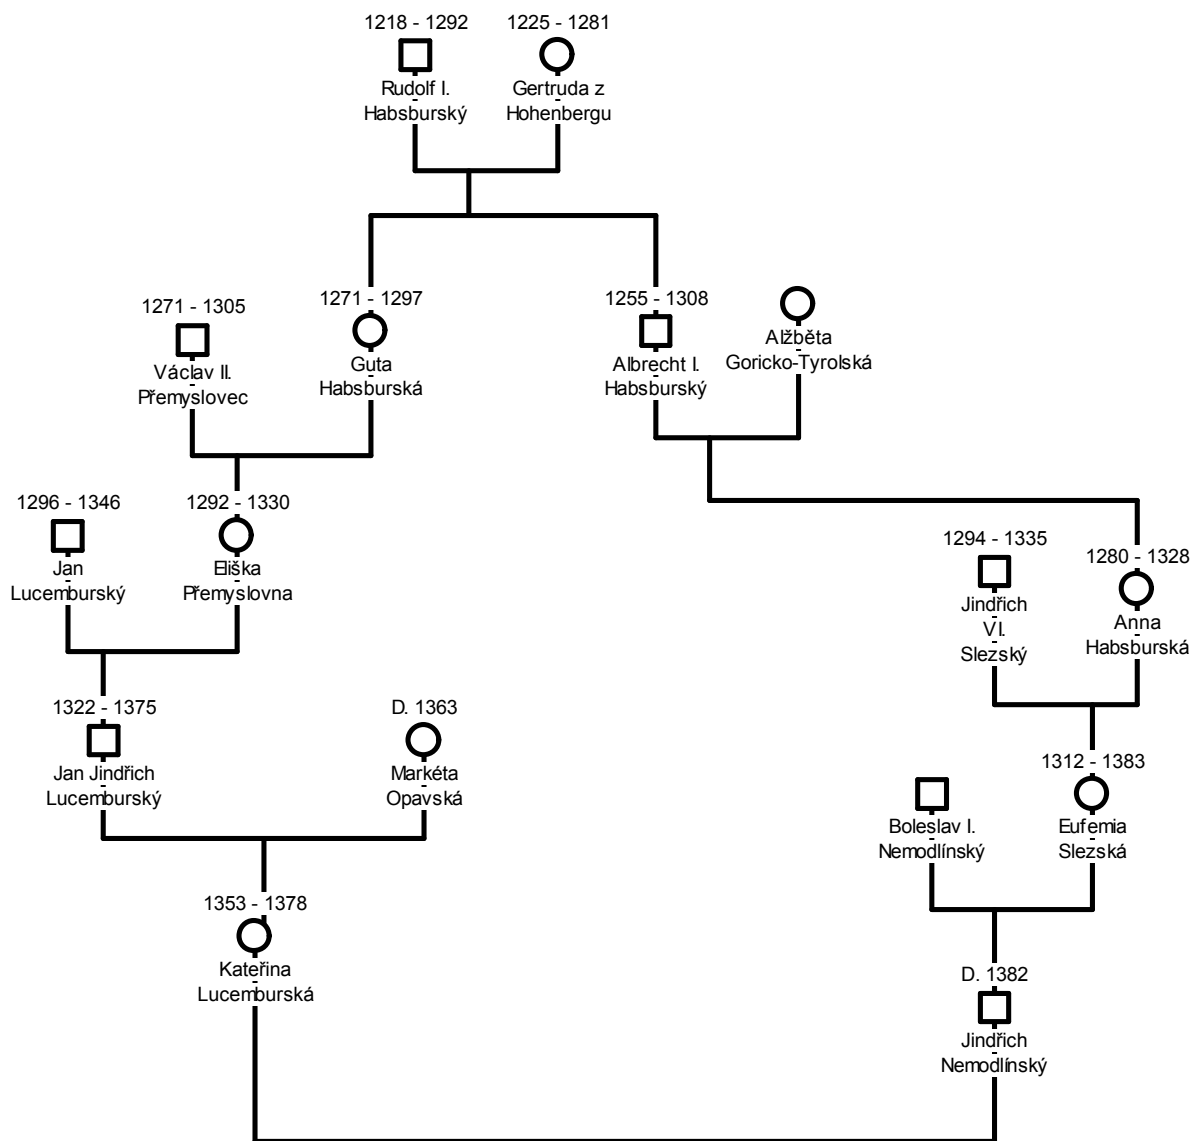 1218 - 1292
Rudolf I.
Habsburský
1225 - 1281
Gertruda z
Hohenbergu
1271 - 1305
Václav II.
Přemyslovec
1271 - 1297
Guta
Habsburská
1255 - 1308
Albrecht I.
Habsburský
Alžběta
Goricko-Tyrolská
1296 - 1346
Jan
Lucemburský
1292 - 1330
Eliška
Přemyslovna
1294 - 1335
Jindřich
VI.
Slezský
1280 - 1328
Anna
Habsburská
1322 - 1375
Jan Jindřich
Lucemburský
D. 1363
Markéta
Opavská
Boleslav I.
Nemodlínský
1312 - 1383
Eufemia
Slezská
1353 - 1378
Kateřina
Lucemburská
D. 1382
Jindřich
Nemodlínský